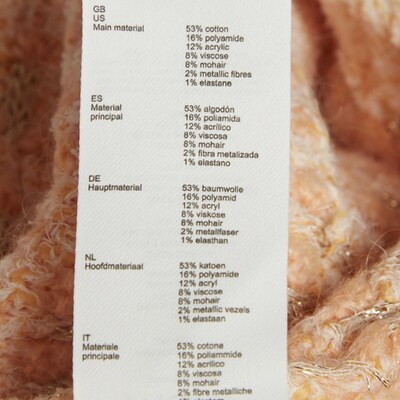 GB
US
Main material 53% cotton
16% polyamide
12% acrylic
8% viscose
8% mohair
2% metallic fibres
1% elastane
ES
Material 53% algodón
principal 16% poliamida
12% acrílico
8% viscosa
8% mohair
2% fibra metalizada
1% elastano
DE
Hauptmaterial 53% baumwolle
16% polyamid
12% acryl
8% viskose
8% mohair
2% metallfaser
1% elasthan
NL
Hoofdmateriaal 53% katoen
16% polyamide
12% acryl
8% viscose
8% mohair
2% metallic vezels
1% elastaan
IT
Materiale 53% cotone
principale 16% poliammide
12% acrilico
8% viscosa
8% mohair
2% fibre metalliche